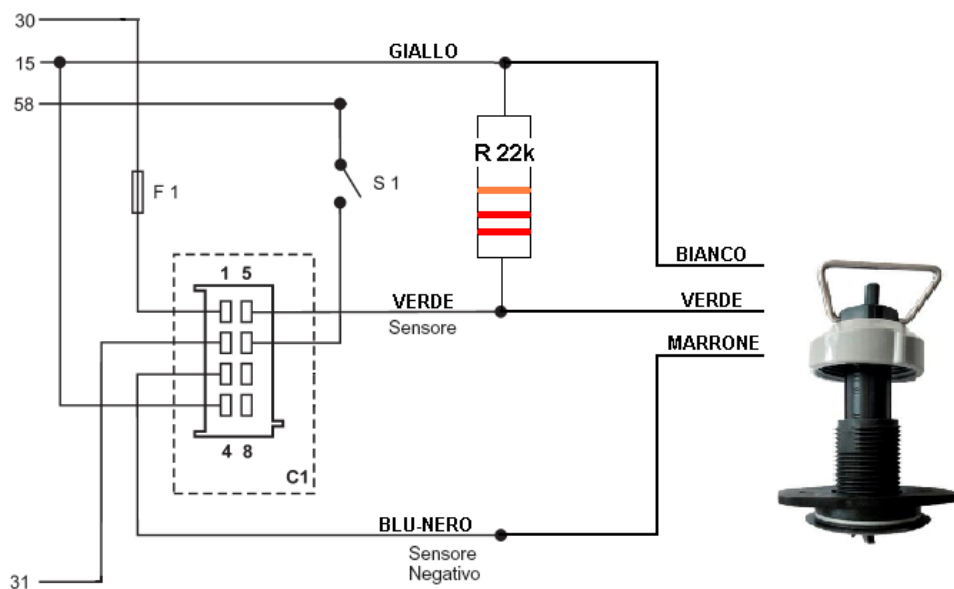 30
15
GIALLO
58
R 22k
F 1
S 1
BIANCO
1 5
VERDE
VERDE
Sensore
MARRONE
4 8
C1
BLU-NERO
Sensore
Negativo
31